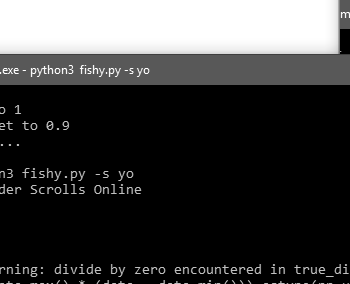 m
.exe - python3 fishy.py -s yo
o 1
et to 0.9
...
n3 fishy.py -s yo
der Scrolls Online
rning: divide by zero encountered in true_di